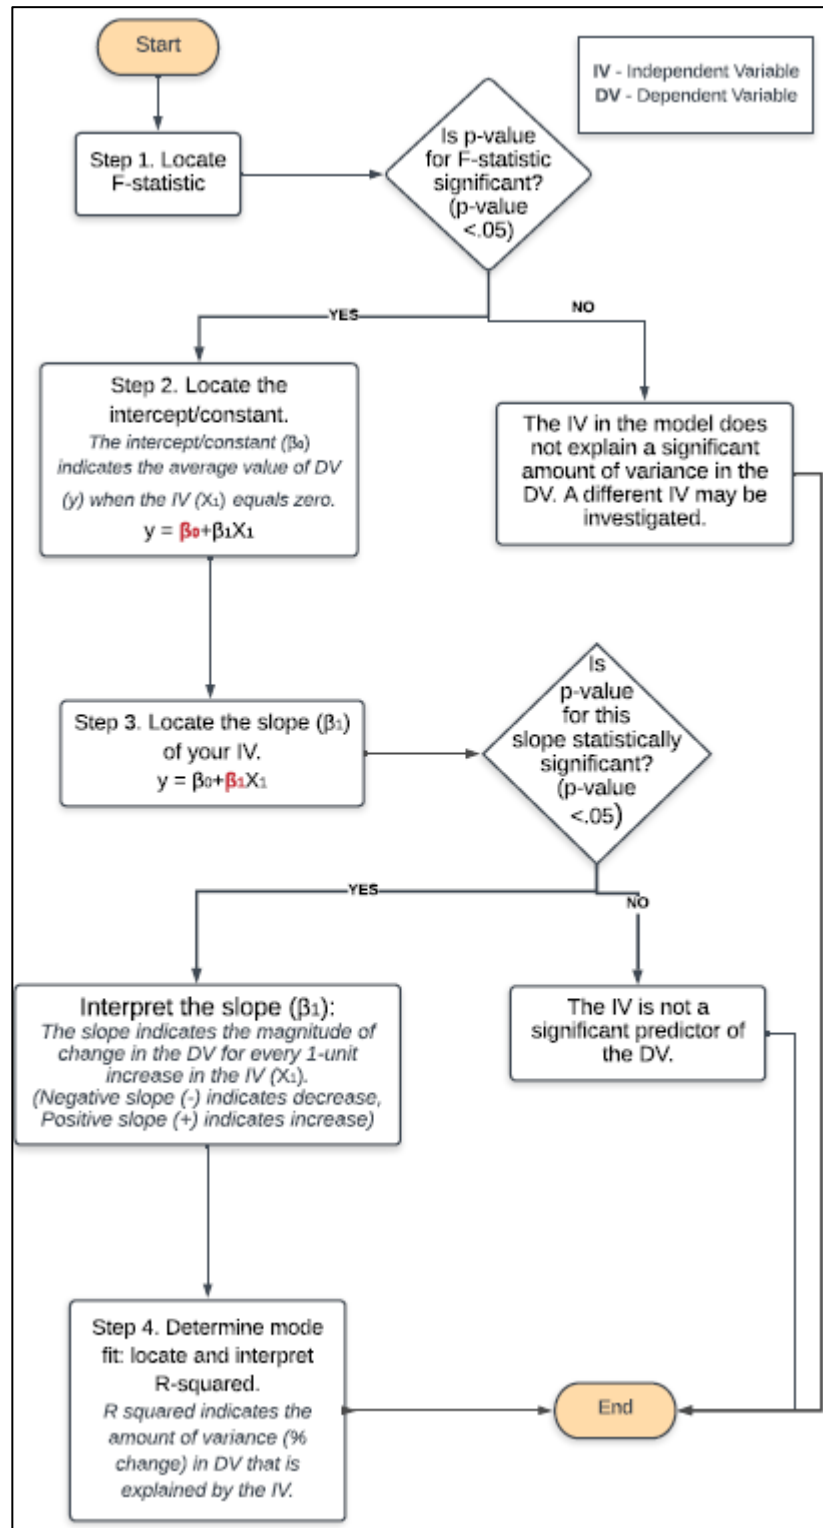 Start
IV - Independent Variable
DV - Dependent Variable
Step 1. Locate
F-statistic
Is p-value
for F-statistic
significant?
(p-value
<.05)
YES
NO
Step 2. Locate the
intercept/constant.
The intercept/constant (β₀)
indicates the average value of DV
(y) when the IV (X₁) equals zero.
y = β₀+β₁X₁
The IV in the model does
not explain a significant
amount of variance in the
DV. A different IV may be
investigated.
Step 3. Locate the slope (β₁)
of your IV.
y = β₀+β₁X₁
Is
p-value
for this
slope statistically
significant?
(p-value
<.05)
YES
NO
Interpret the slope (β₁):
The slope indicates the magnitude of
change in the DV for every 1-unit
increase in the IV (X₁).
(Negative slope (-) indicates decrease,
Positive slope (+) indicates increase)
The IV is not a
significant predictor of
the DV.
Step 4. Determine mode
fit: locate and interpret
R-squared.
R squared indicates the
amount of variance (%
change) in DV that is
explained by the IV.
End